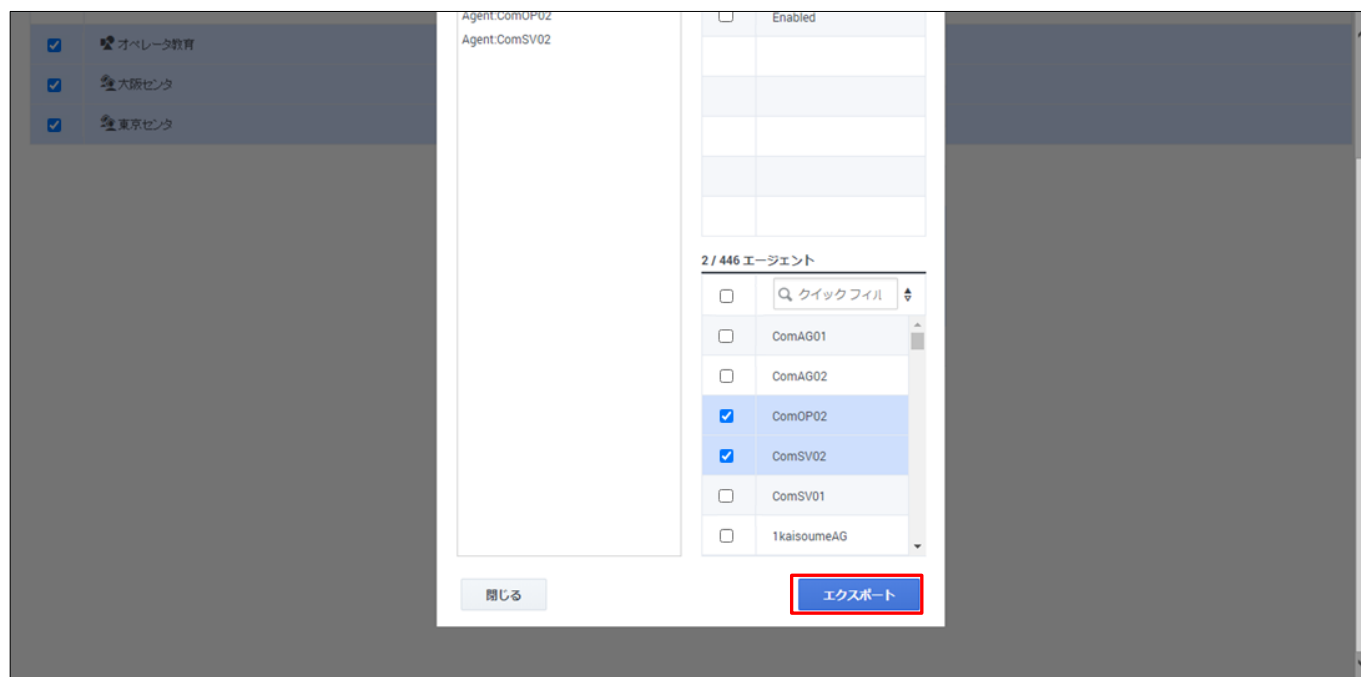 Agent:ComOP02
Agent:ComSV02
Enabled
オペレータ教育
大阪センタ
東京センタ
2 / 446 エージェント
クイック フィル
ComAG01
ComAG02
ComOP02
ComSV02
ComSV01
1kaisoumeAG
閉じる
エクスポート